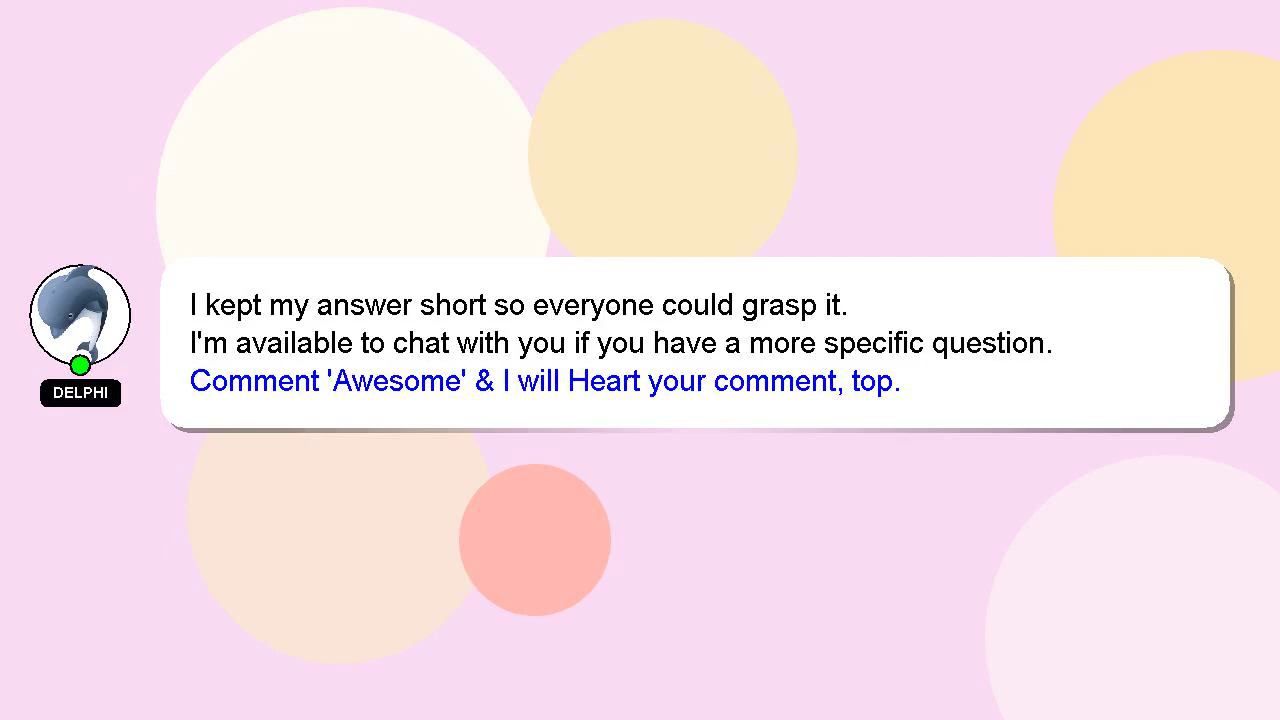 I kept my answer short so everyone could grasp it.
I'm available to chat with you if you have a more specific question.
Comment 'Awesome' & I will Heart your comment, top.
DELPHI